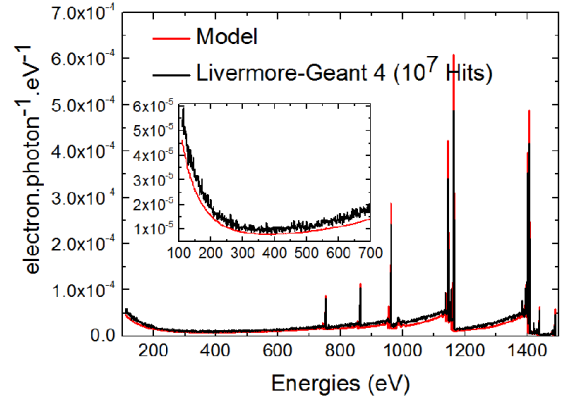 electron.photon⁻¹.eV⁻¹
7.0x10⁻⁴
6.0x10⁻⁴
5.0x10⁻⁴
4.0x10⁻⁴
3.0x10⁻⁴
2.0x10⁻⁴
1.0x10⁻⁴
0.0
Model
Livermore-Geant 4 (10⁷ Hits)
6x10⁻⁵
5x10⁻⁵
4x10⁻⁵
3x10⁻⁵
2x10⁻⁵
1x10⁻⁵
100 200 300 400 500 600 700
200 400 600 800 1000 1200 1400
Energies (eV)